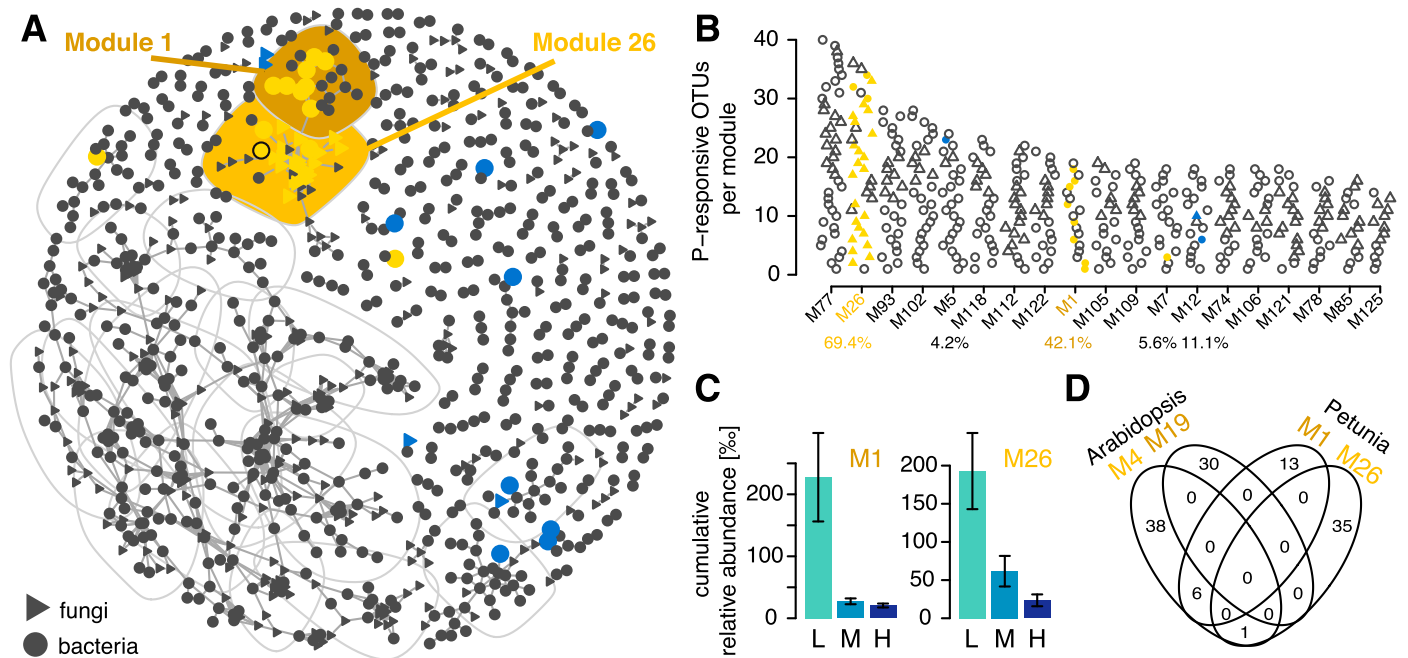 A
Module 1
Module 26
fungi
bacteria
B
P−responsive OTUs
per module
40
30
20
10
0
M77
M26
M93
M102
M5
M118
M112
M122
M1
M105
M109
M7
M12
M74
M106
M121
M78
M85
M125
69.4%
4.2%
42.1%
5.6%
11.1%
C
cumulative
relative abundance [‰]
M1
200
100
0
L M H
M26
200
150
100
50
0
L M H
D
Arabidopsis
M4 M19
Petunia
M1 M26
30
13
0
0
0
38
35
0
0
0
6
0
0
0
1